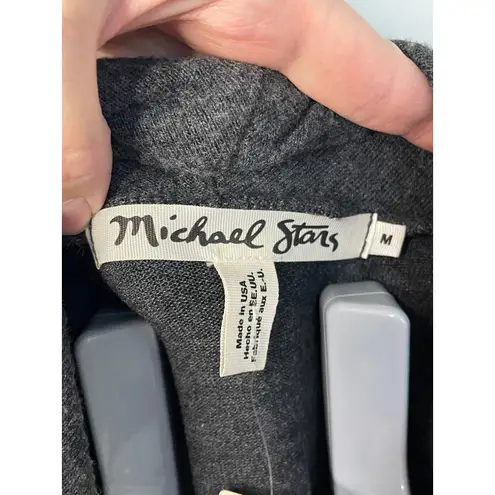 Michael Stars
M
Made in USA
Hecho en EE.UU.
Fabriqué aux E.-U.